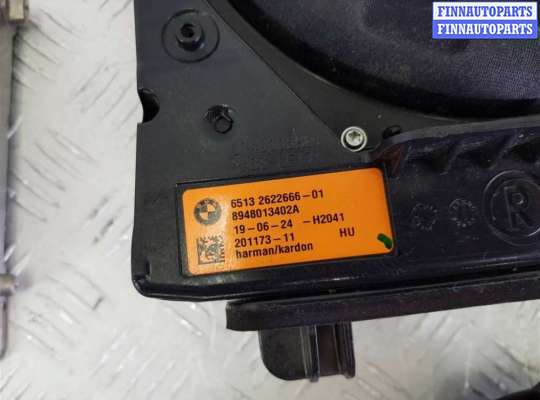 FINNAUTOPARTS
FINNAUTOPARTS
6513 2622666-01
8948013402A
19-06-24 -H2041
201173-11 HU
harman/kardon
R